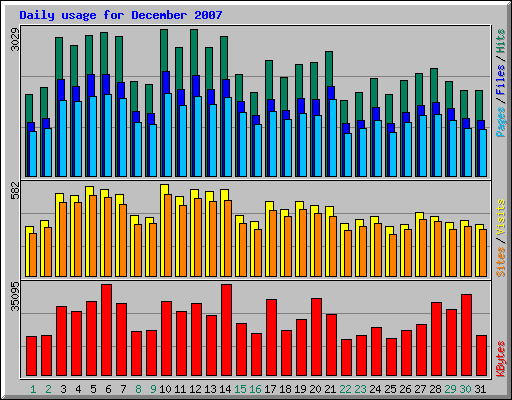 Daily usage for December 2007
3029
Pages / Files / Hits
582
Sites / Visits
35095
KBytes
1 2 3 4 5 6 7 8 9 10 11 12 13 14 15 16 17 18 19 20 21 22 23 24 25 26 27 28 29 30 31